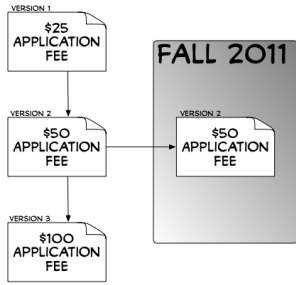 VERSION 1
$25
APPLICATION
FEE
FALL 2011
VERSION 2
$50
APPLICATION
FEE
VERSION 2
$50
APPLICATION
FEE
VERSION 3
$100
APPLICATION
FEE